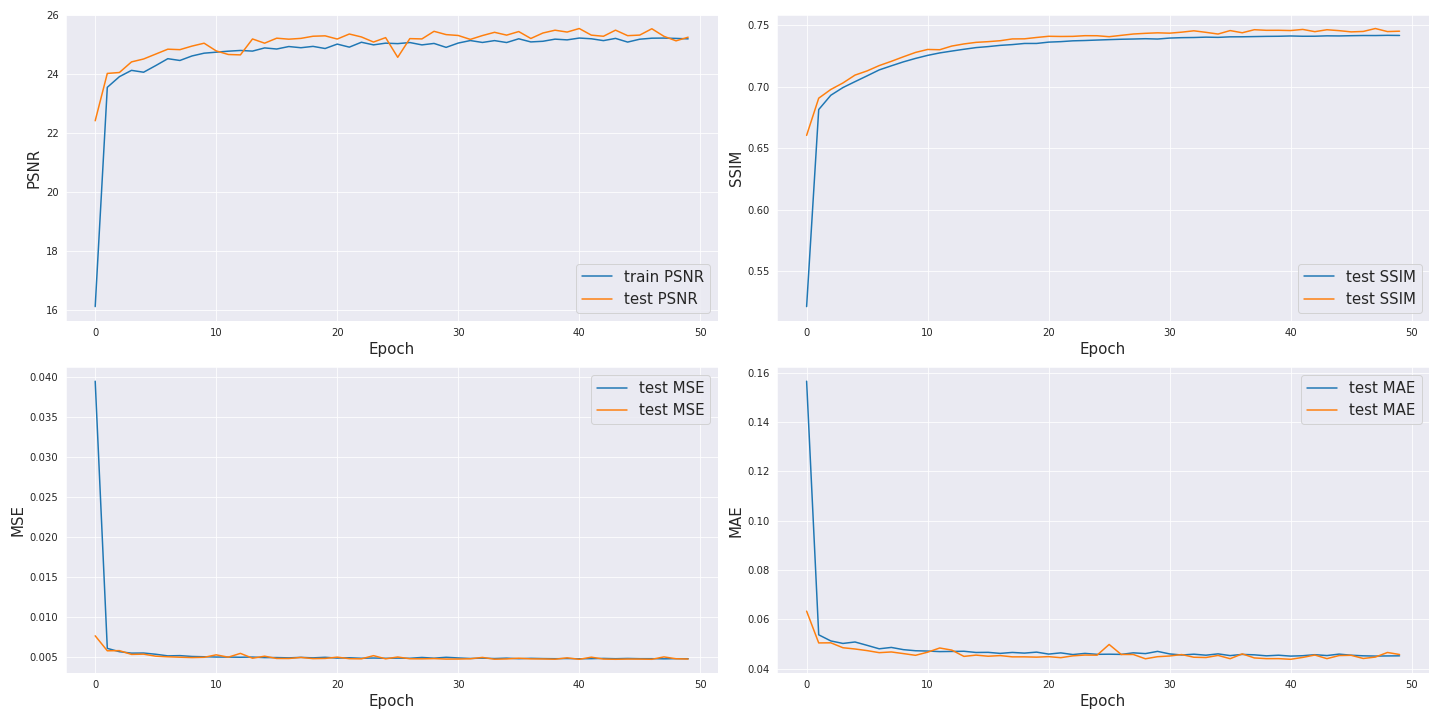 26
24
22
20
18
16
PSNR
train PSNR
test PSNR
0 10 20 30 40 50
Epoch
0.75
0.70
0.65
0.60
0.55
SSIM
test SSIM
test SSIM
0 10 20 30 40 50
Epoch
0.040
0.035
0.030
0.025
0.020
0.015
0.010
0.005
MSE
test MSE
test MSE
0 10 20 30 40 50
Epoch
0.16
0.14
0.12
0.10
0.08
0.06
0.04
MAE
test MAE
test MAE
0 10 20 30 40 50
Epoch